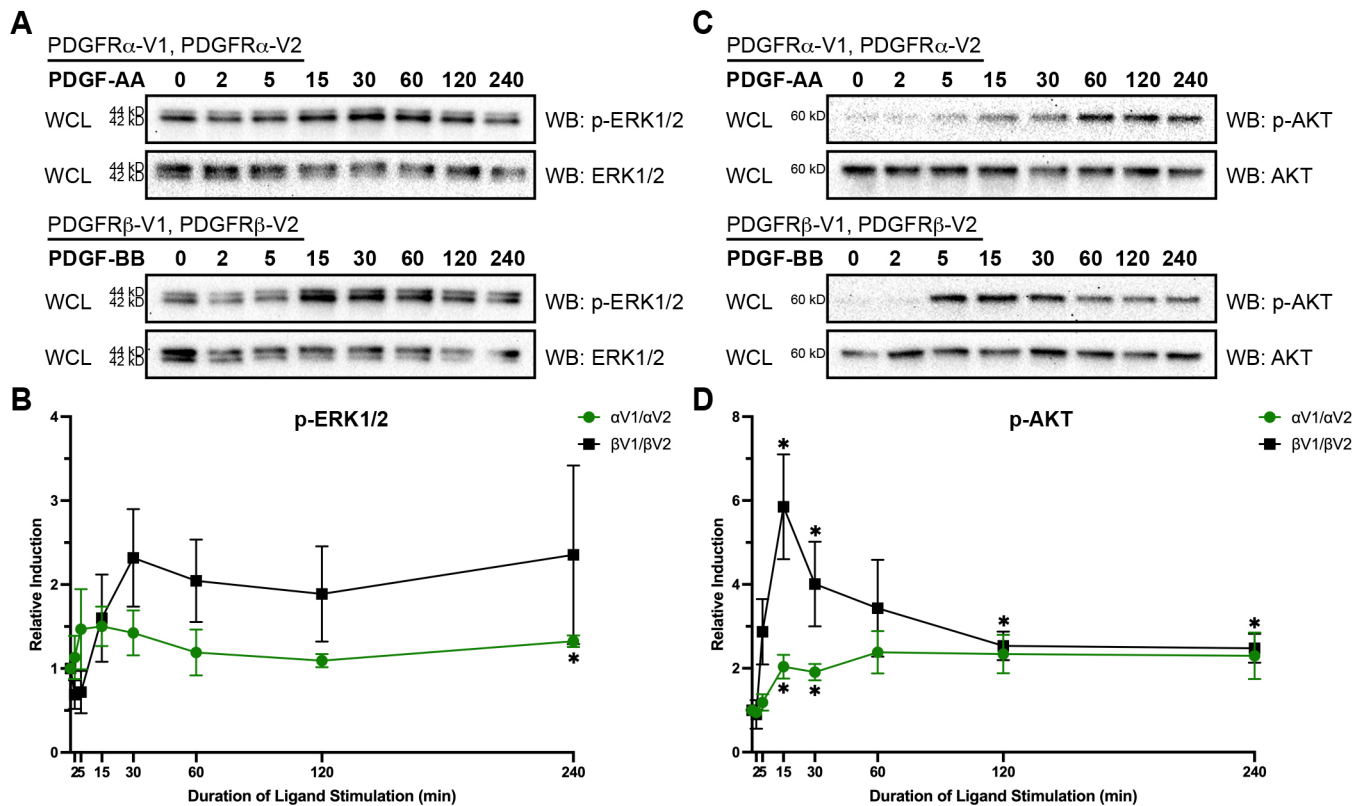 A
PDGFRα-V1, PDGFRα-V2
PDGF-AA 0 2 5 15 30 60 120 240
WCL 44 kD 42 kD WB: p-ERK1/2
WCL 44 kD 42 kD WB: ERK1/2
PDGFRβ-V1, PDGFRβ-V2
PDGF-BB 0 2 5 15 30 60 120 240
WCL 44 kD 42 kD WB: p-ERK1/2
WCL 44 kD 42 kD WB: ERK1/2
B
p-ERK1/2
αV1/αV2
βV1/βV2
Relative Induction
4
3
2
1
0
*
2 5 15 30 60 120 240
Duration of Ligand Stimulation (min)
C
PDGFRα-V1, PDGFRα-V2
PDGF-AA 0 2 5 15 30 60 120 240
WCL 60 kD WB: p-AKT
WCL 60 kD WB: AKT
PDGFRβ-V1, PDGFRβ-V2
PDGF-BB 0 2 5 15 30 60 120 240
WCL 60 kD WB: p-AKT
WCL 60 kD WB: AKT
D
p-AKT
αV1/αV2
βV1/βV2
Relative Induction
8
6
4
2
0
* * * *
* *
2 5 15 30 60 120 240
Duration of Ligand Stimulation (min)